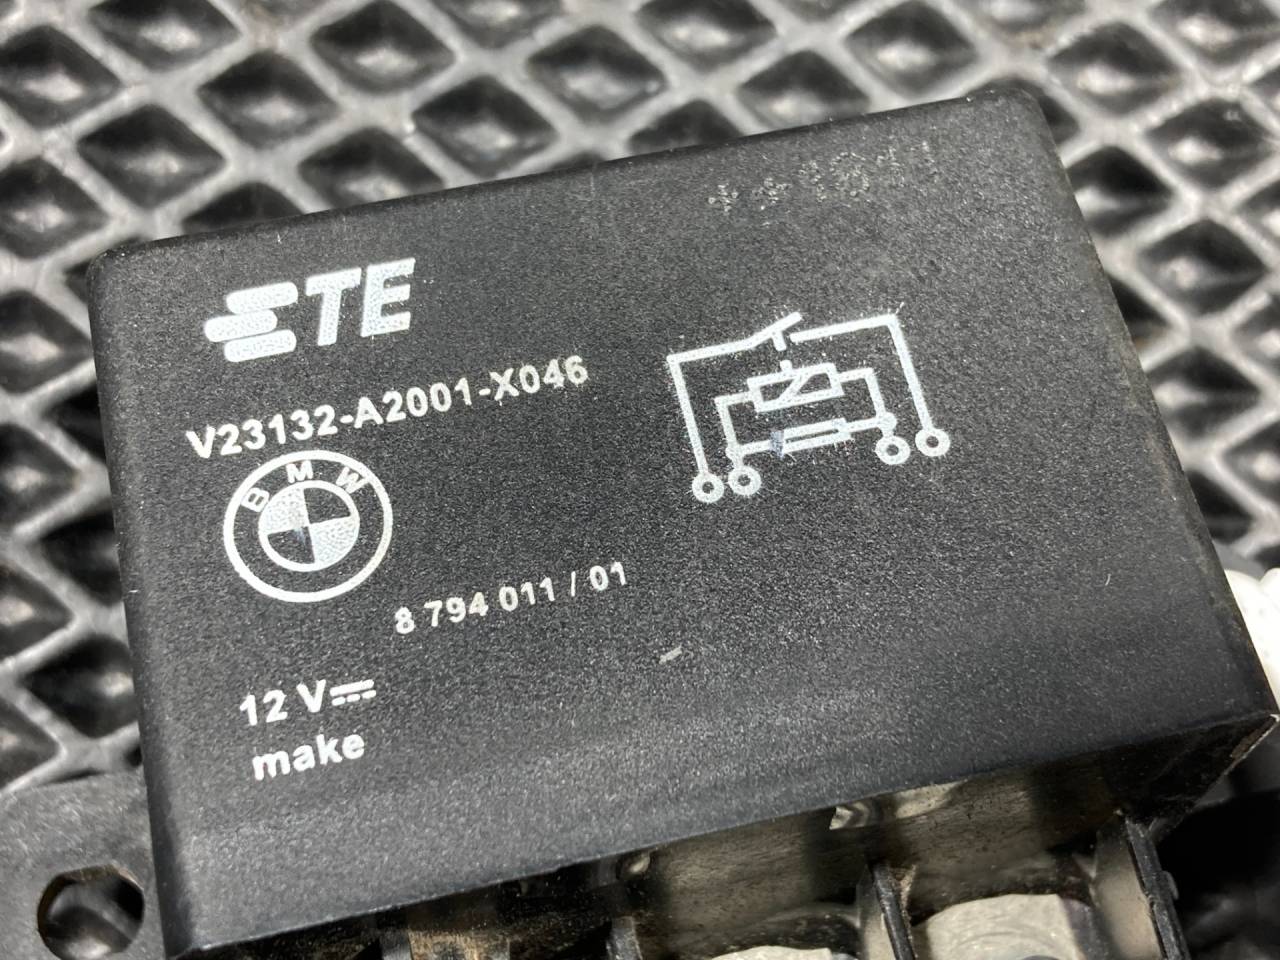 TE
V23132-A2001-X046
BMW
8 794 011 / 01
12 V
make